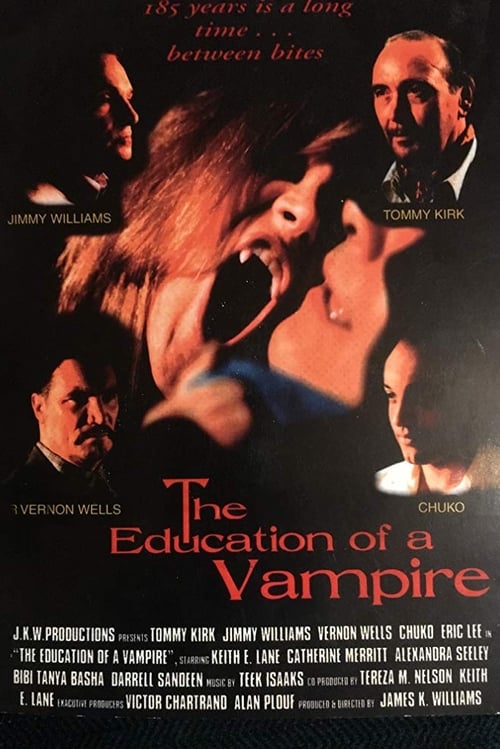 185 years is a long
time . . .
between bites
JIMMY WILLIAMS
TOMMY KIRK
VERNON WELLS
CHUKO
The
Education of a
Vampire
J.K.W. PRODUCTIONS PRESENTS TOMMY KIRK JIMMY WILLIAMS VERNON WELLS CHUKO ERIC LEE IN
"THE EDUCATION OF A VAMPIRE", STARRING KEITH E. LANE CATHERINE MERRITT ALEXANDRA SEELEY
BIBI TANYA BASHA DARRELL SANDEEN MUSIC BY TEEK ISAAKS CO PRODUCED BY TEREZA M. NELSON KEITH
E. LANE EXECUTIVE PRODUCERS VICTOR CHARTRAND ALAN PLOUF PRODUCED & DIRECTED BY JAMES K. WILLIAMS